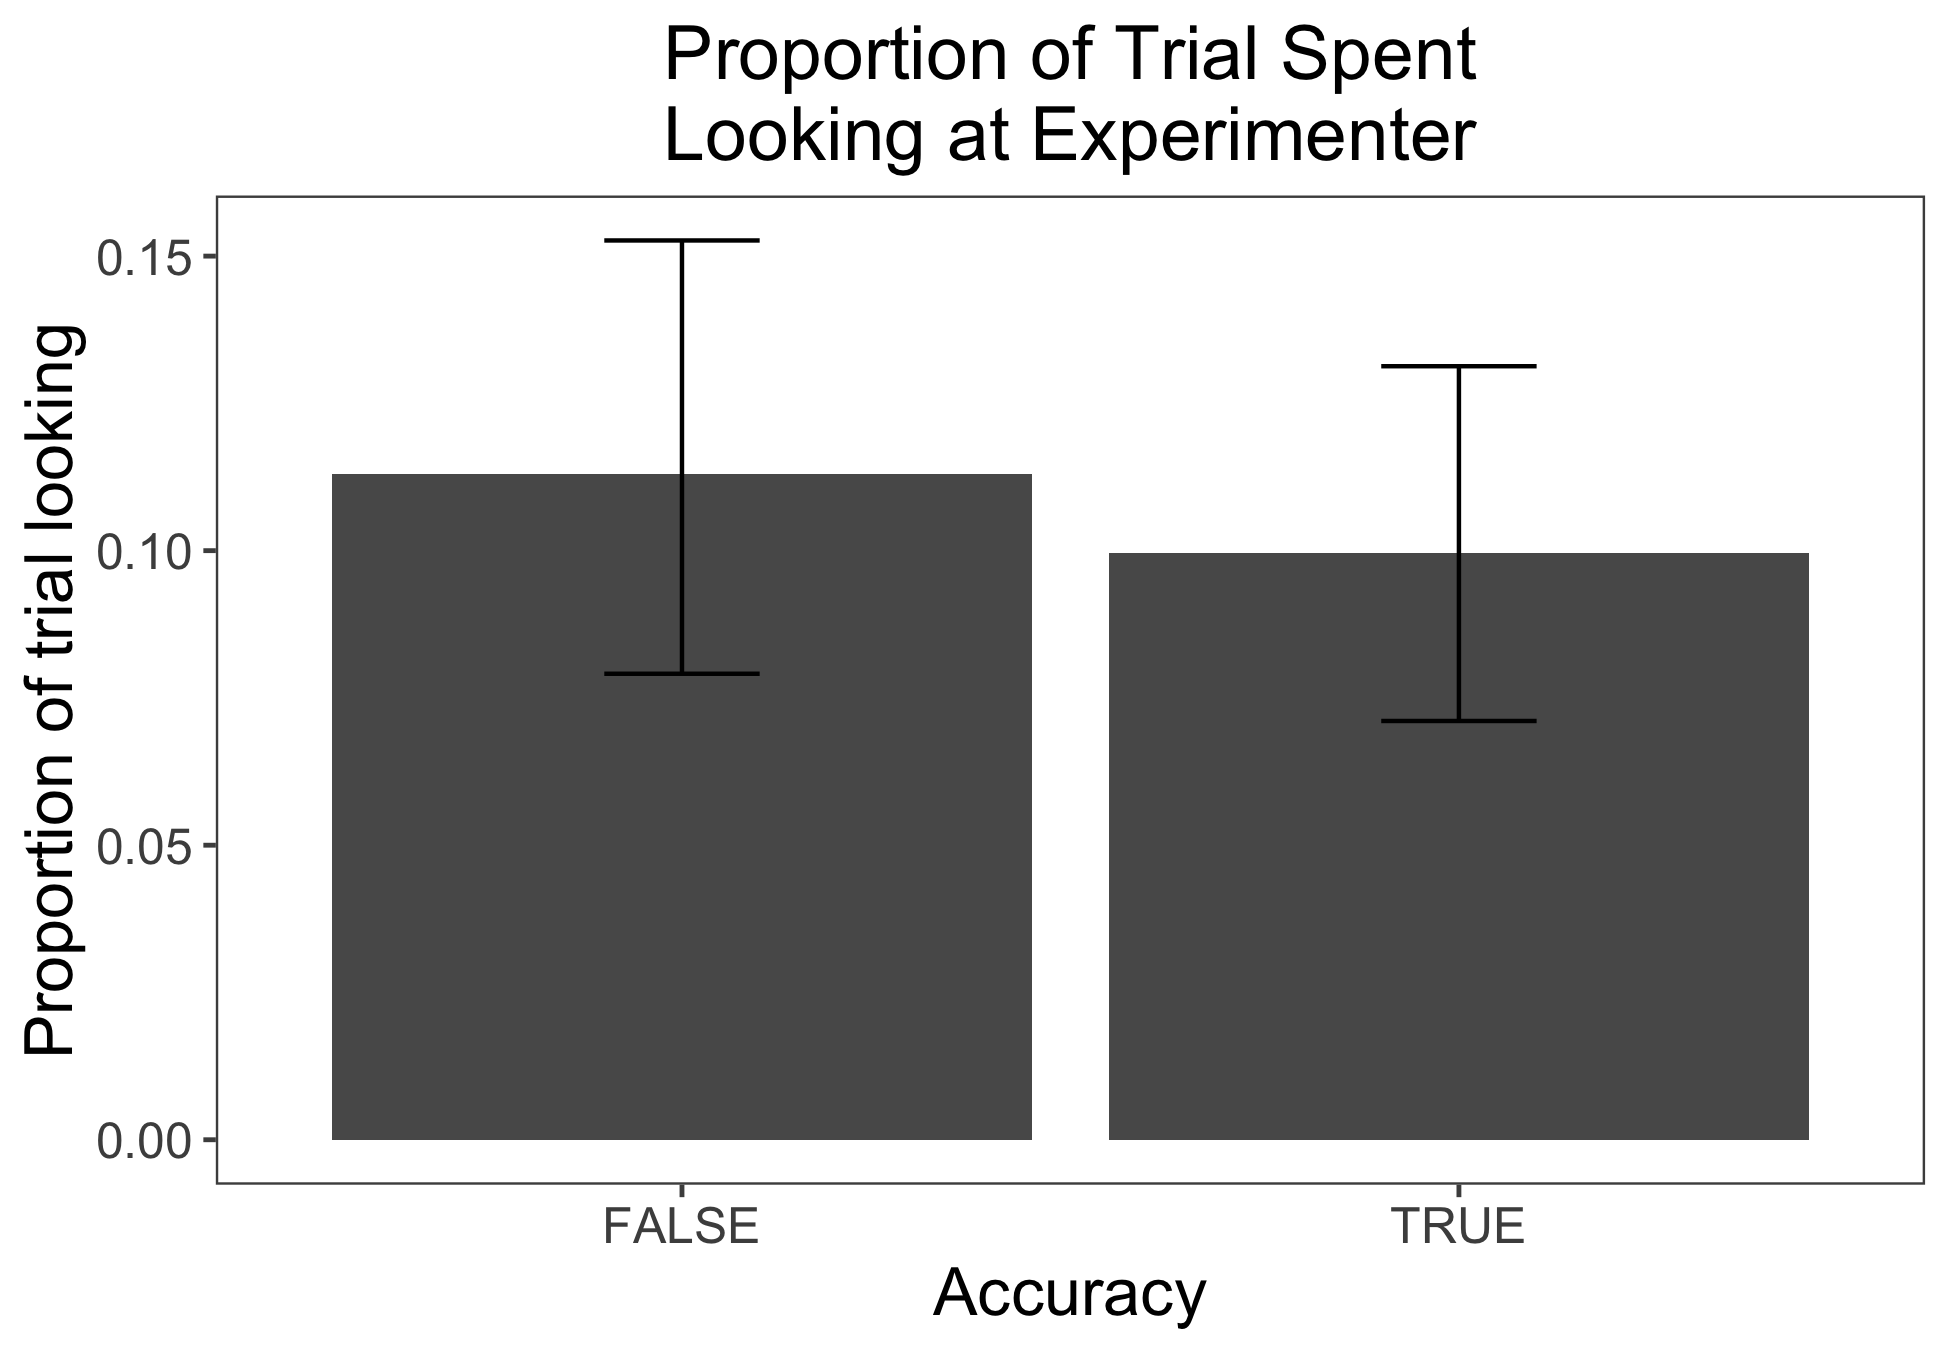 Proportion of Trial Spent
Looking at Experimenter
Proportion of trial looking
0.15
0.10
0.05
0.00
FALSE
TRUE
Accuracy